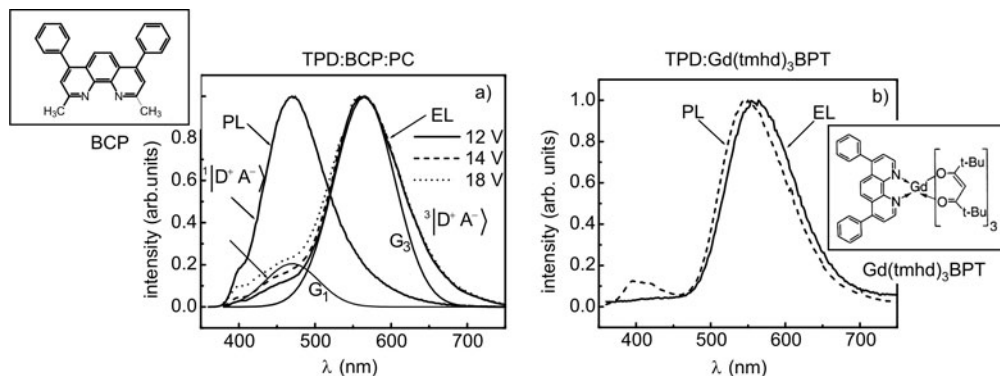 N N
H₃C CH₃
BCP
TPD:BCP:PC
a)
PL EL
12 V
14 V
18 V
¹|D⁺ A⁻⟩
³|D⁺ A⁻⟩
G₃
G₁
intensity (arb.units)
0.8
0.6
0.4
0.2
0.0
400 500 600 700
λ (nm)
TPD:Gd(tmhd)₃BPT
b)
PL EL
intensity (arb. units)
1.0
0.8
0.6
0.4
0.2
0.0
400 500 600 700
λ (nm)
t-Bu
N O
Gd
N O
t-Bu
3
Gd(tmhd)₃BPT